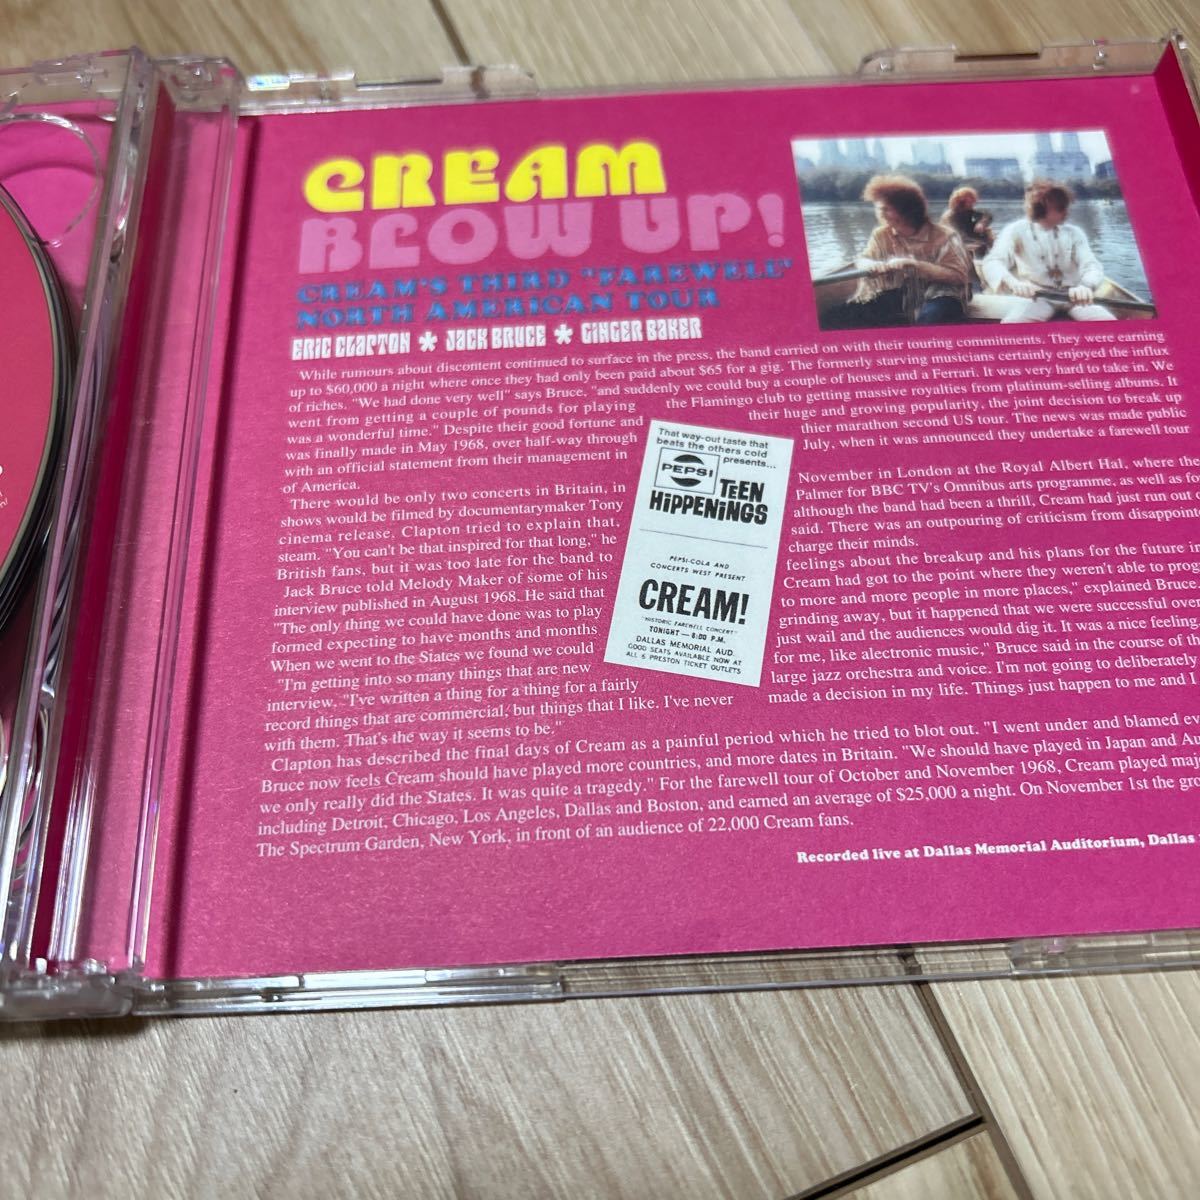 CREAM
BLOW UP!
CREAM'S THIRD "FAREWELL"
NORTH AMERICAN TOUR
ERIC CLAPTON * JACK BRUCE * GINGER BAKER
While rumours about discontent continued to surface in the press, the band carried on with their touring commitments. They were earning
up to $60,000 a night where once they had only been paid about $65 for a gig. The formerly starving musicians certainly enjoyed the influx
of riches. "We had done very well" says Bruce, "and suddenly we could buy a couple of houses and a Ferrari. It was very hard to take in. We
went from getting a couple of pounds for playing the Flamingo club to getting massive royalties from platinum-selling albums. It
was a wonderful time." Despite their good fortune and their huge and growing popularity, the joint decision to break up
was finally made in May 1968, over half-way through thier marathon second US tour. The news was made public
with an official statement from their management in July, when it was announced they undertake a farewell tour
of America.
There would be only two concerts in Britain, in November in London at the Royal Albert Hal, where the
shows would be filmed by documentarymaker Tony Palmer for BBC TV's Omnibus arts programme, as well as fo
cinema release, Clapton tried to explain that, although the band had been a thrill, Cream had just run out o
steam. "You can't be that inspired for that long," he said. There was an outpouring of criticism from disappoint
British fans, but it was too late for the band to charge their minds.
Jack Bruce told Melody Maker of some of his feelings about the breakup and his plans for the future in
interview published in August 1968. He said that Cream had got to the point where they weren't able to prog
"The only thing we could have done was to play to more and more people in more places," explained Bruce
formed expecting to have months and months grinding away, but it happened that we were successful over
When we went to the States we found we could just wail and the audiences would dig it. It was a nice feeling.
"I'm getting into so many things that are new for me, like alectronic music," Bruce said in the course of th
interview. "I've written a thing for a thing for a fairly large jazz orchestra and voice. I'm not going to deliberately
record things that are commercial, but things that I like. I've never made a decision in my life. Things just happen to me and I
with them. That's the way it seems to be."
Clapton has described the final days of Cream as a painful period which he tried to blot out. "I went under and blamed ev
Bruce now feels Cream should have played more countries, and more dates in Britain. "We should have played in Japan and Au
we only really did the States. It was quite a tragedy." For the farewell tour of October and November 1968, Cream played maj
including Detroit, Chicago, Los Angeles, Dallas and Boston, and earned an average of $25,000 a night. On November 1st the gr
The Spectrum Garden, New York, in front of an audience of 22,000 Cream fans.
Recorded live at Dallas Memorial Auditorium, Dallas
That way-out taste that
beats the others cold
presents...
PEPSI
TEEN
HIPPENINGS
PEPSI-COLA AND
CONCERTS WEST PRESENT
CREAM!
"HISTORIC FAREWELL CONCERT"
TONIGHT—8:00 P.M.
DALLAS MEMORIAL AUD.
GOOD SEATS AVAILABLE NOW AT
ALL 6 PRESTON TICKET OUTLETS